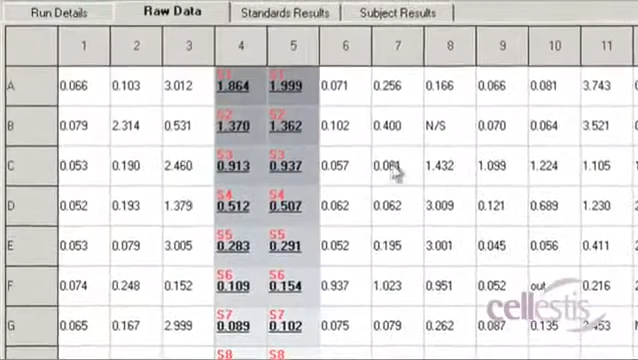 Run Details Raw Data Standards Results Subject Results
1 2 3 4 5 6 7 8 9 10 11
A 0.066 0.103 3.012 S1 1.864 S1 1.999 0.071 0.256 0.166 0.066 0.081 3.743
B 0.079 2.314 0.531 S2 1.370 S2 1.362 0.102 0.400 N/S 0.070 0.064 3.521
C 0.053 0.190 2.460 S3 0.913 S3 0.937 0.057 1.432 1.099 1.224 1.105
D 0.052 0.193 1.379 S4 0.512 S4 0.507 0.062 0.062 3.009 0.121 0.689 1.230
E 0.053 0.079 3.005 S5 0.283 S5 0.291 0.052 0.195 3.001 0.045 0.056 0.411
F 0.074 0.248 0.152 S6 0.109 S6 0.154 0.937 1.023 0.951 0.052 out 0.216
G 0.065 0.167 2.999 S7 0.089 S7 0.102 0.075 0.079 0.262 0.087 0.135
S8 S8
cellestis